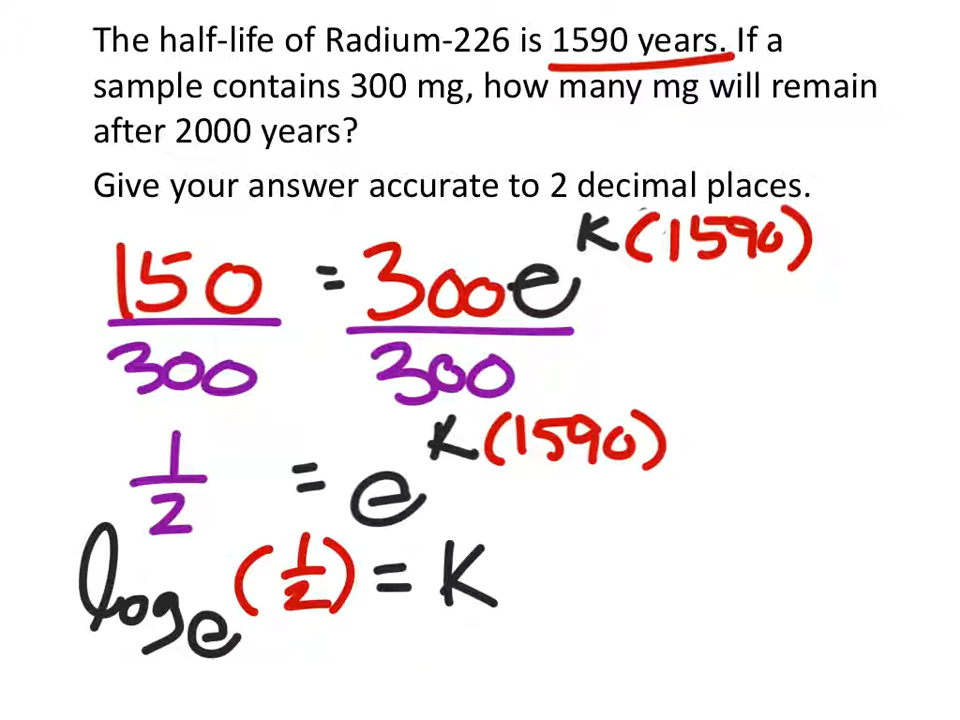 The half-life of Radium-226 is 1590 years. If a
sample contains 300 mg, how many mg will remain
after 2000 years?
Give your answer accurate to 2 decimal places.
150/300 = 300e^K(1590)/300
1/2 = e^K(1590)
log_e(1/2) = K